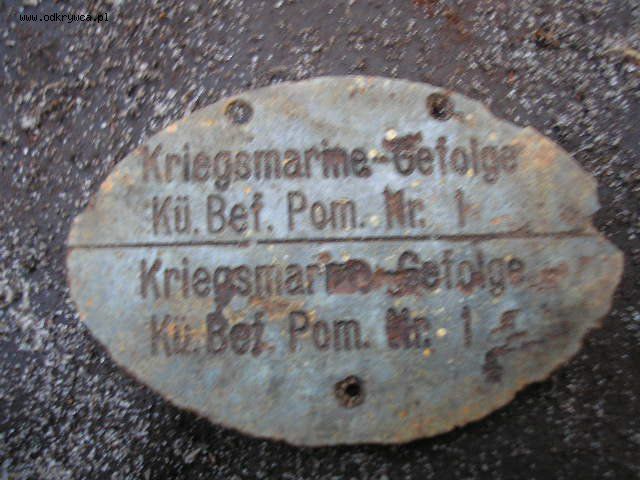 www.odkrywca.pl
Kriegsmarine-Gefolge
Kü. Bef. Pom. Nr. 1
Kriegsmarine-Gefolge
Kü. Bef. Pom. Nr. 1